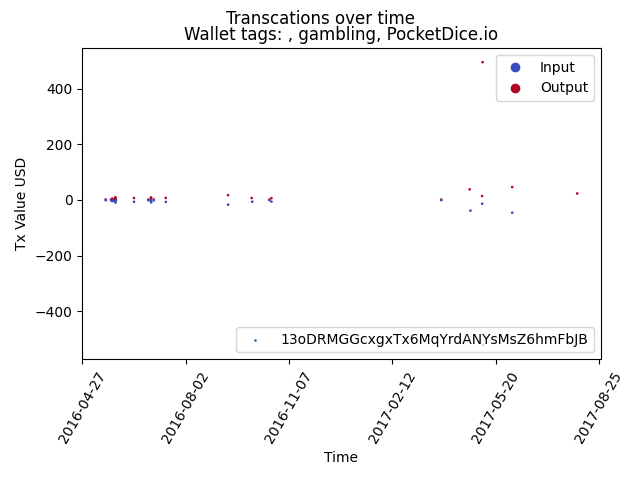 Transcations over time
Wallet tags: , gambling, PocketDice.io
Tx Value USD
400
200
0
−200
−400
Input
Output
13oDRMGGcxgxTx6MqYrdANYsMsZ6hmFbJB
2016-04-27
2016-08-02
2016-11-07
2017-02-12
2017-05-20
2017-08-25
Time